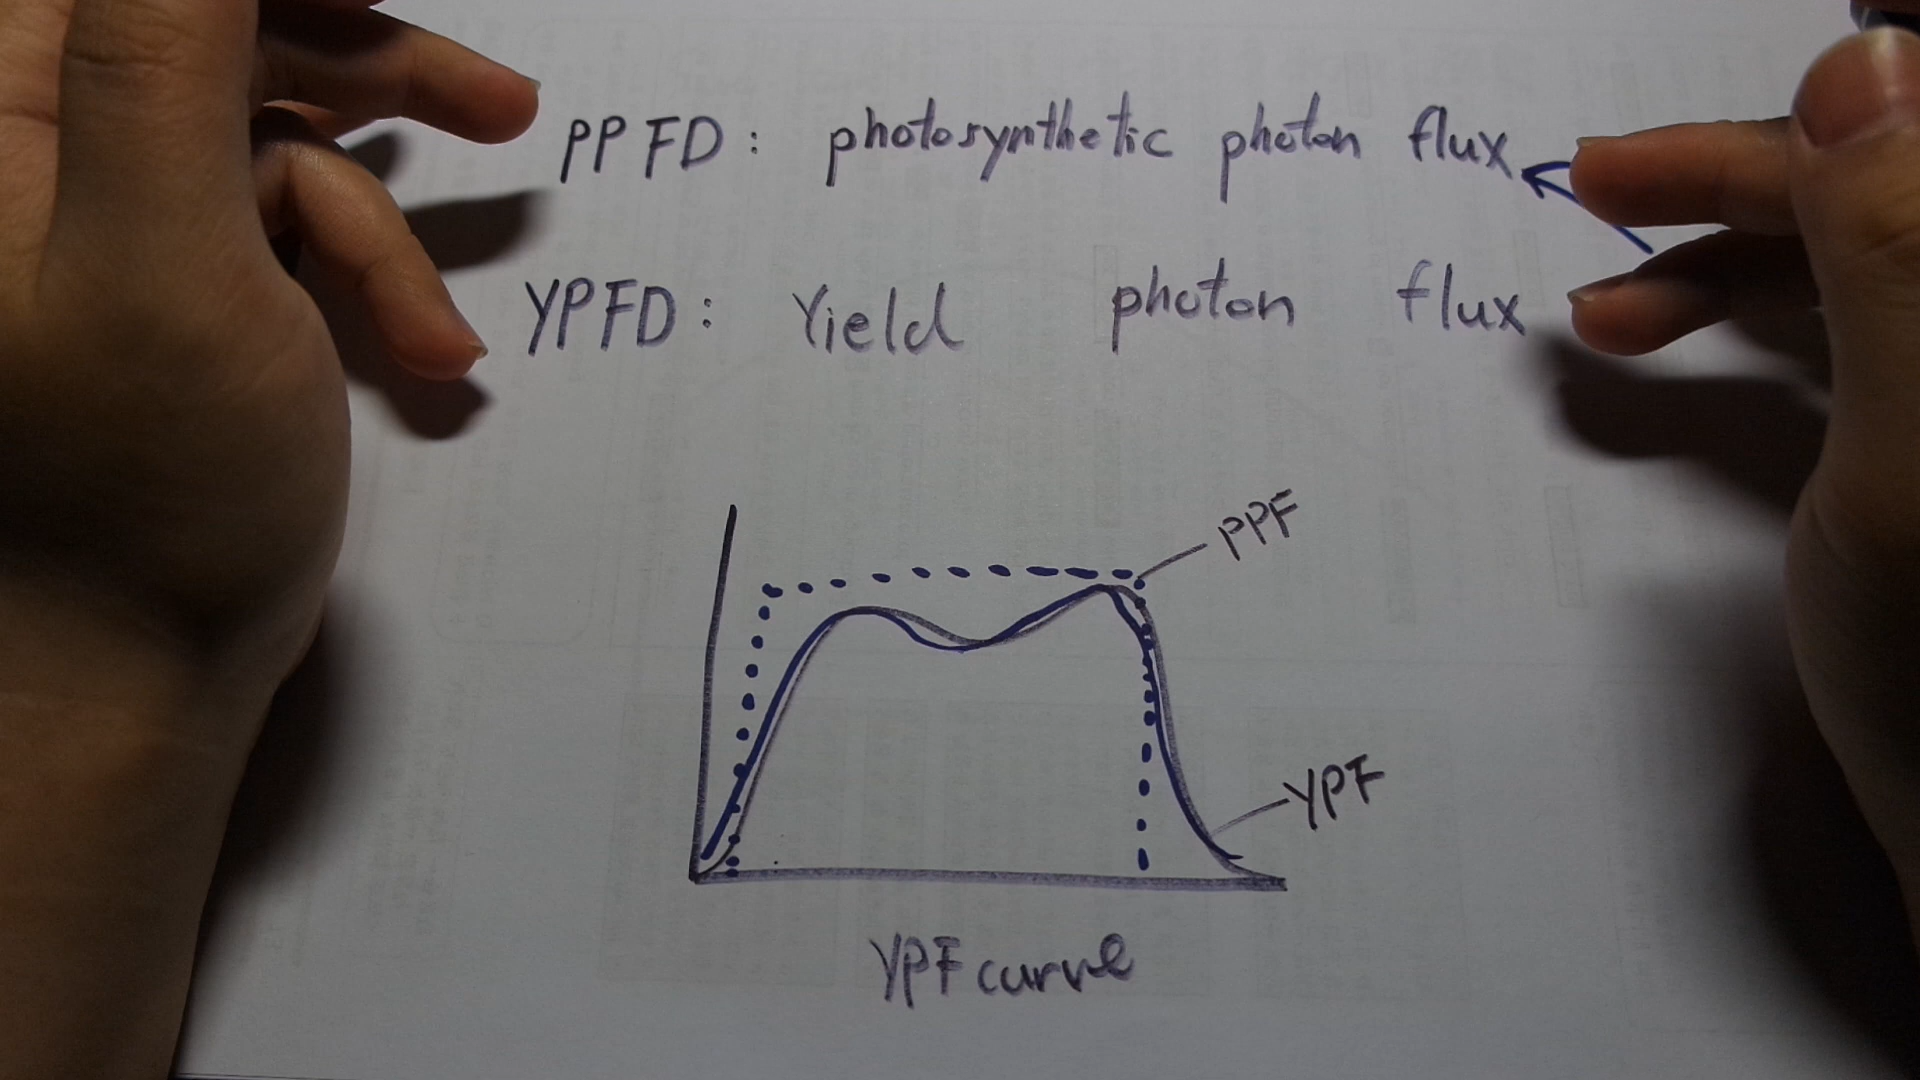 PPFD: photosynthetic photon flux
YPFD: Yield photon flux
PPF
YPF
YPF curve